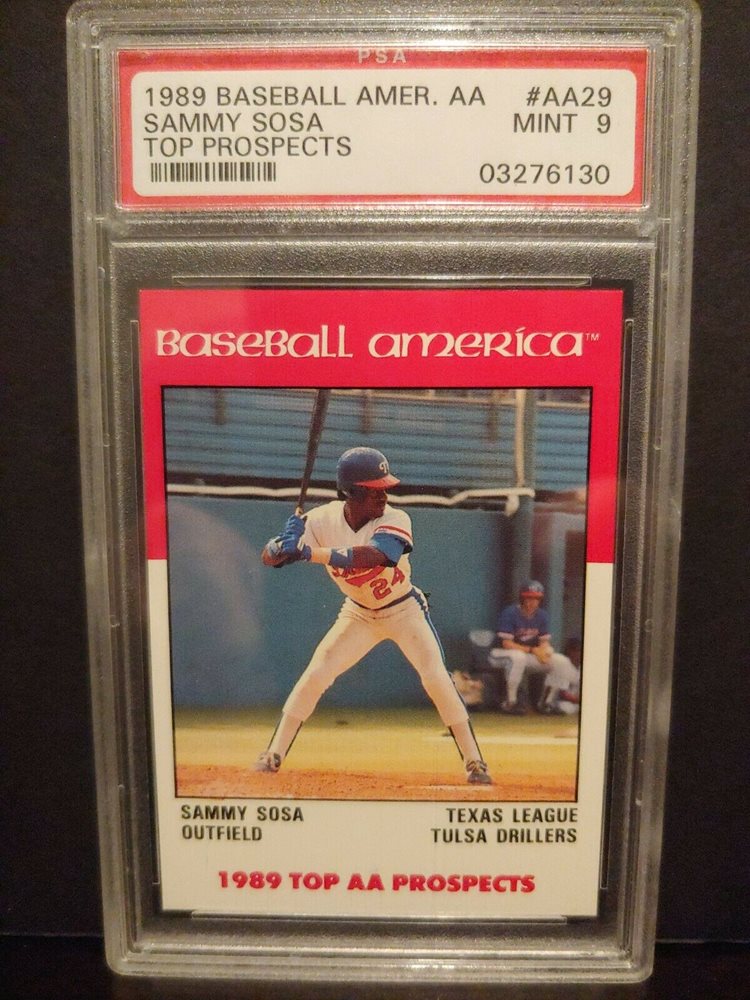 PSA
1989 BASEBALL AMER. AA #AA29
SAMMY SOSA MINT 9
TOP PROSPECTS
03276130
Baseball america™
24
SAMMY SOSA TEXAS LEAGUE
OUTFIELD TULSA DRILLERS
1989 TOP AA PROSPECTS